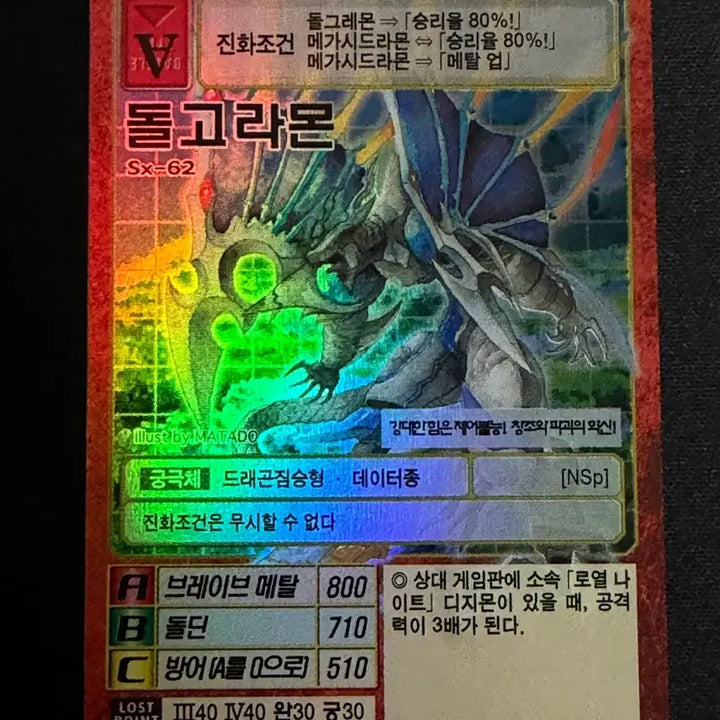 진화조건
돌그레몬 ⇒ 「승리율 80%!」
메가시드라몬 ⇔ 「승리율 80%!」
메가시드라몬 ⇒ 「메탈 업」
돌고라몬
Sx-62
illust by MATADO
강대한 힘은 제어불능! 창조와 파괴의 화신!
궁극체 드래곤짐승형 · 데이터종 [NSp]
진화조건은 무시할 수 없다
A 브레이브 메탈 800
B 돌딘 710
C 방어(A를 0으로) 510
◎ 상대 게임판에 소속 「로열 나
이트」 디지몬이 있을 때, 공격
력이 3배가 된다.
LOST
POINT Ⅲ40 Ⅳ40 완30 궁30